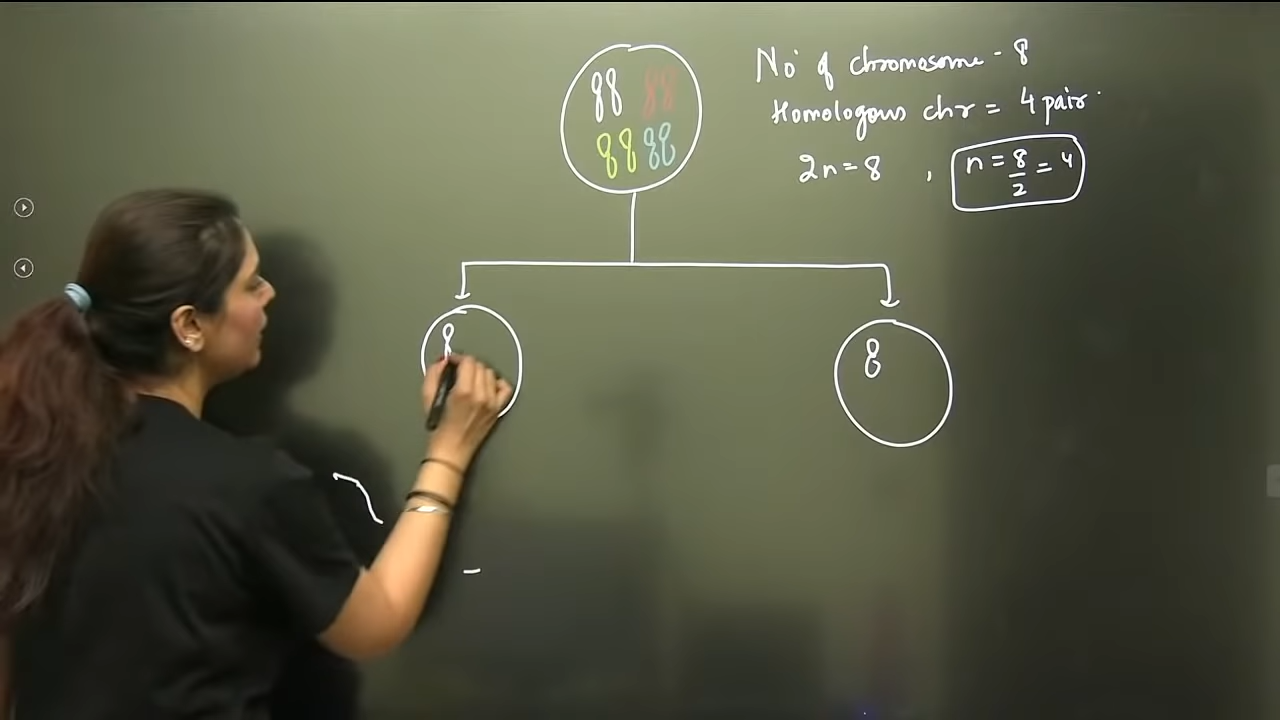 No of chromosome - 8
Homologous chr = 4 pair
2n = 8 , n = 8/2 = 4